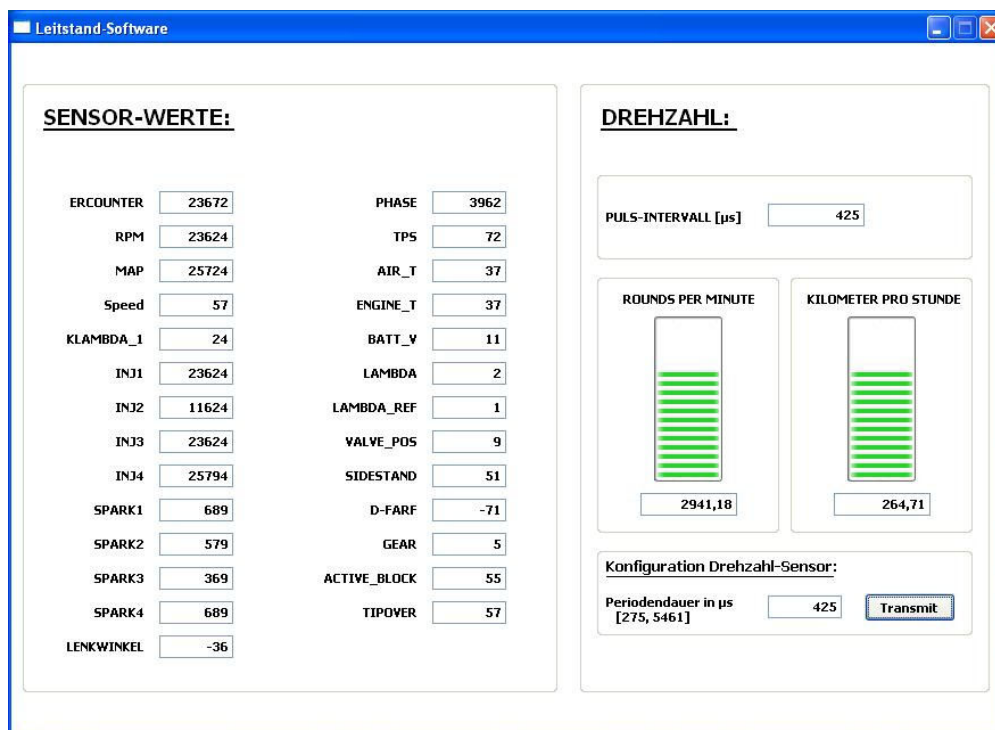 Leitstand-Software
SENSOR-WERTE:
ERCOUNTER 23672
RPM 23624
MAP 25724
Speed 57
KLAMBDA_1 24
INJ1 23624
INJ2 11624
INJ3 23624
INJ4 25794
SPARK1 689
SPARK2 579
SPARK3 369
SPARK4 689
LENKWINKEL -36
PHASE 3962
TPS 72
AIR_T 37
ENGINE_T 37
BATT_V 11
LAMBDA 2
LAMBDA_REF 1
VALVE_POS 9
SIDESTAND 51
D-FARF -71
GEAR 5
ACTIVE_BLOCK 55
TIPOVER 57
DREHZAHL:
PULS-INTERVALL [µs] 425
ROUNDS PER MINUTE
2941,18
KILOMETER PRO STUNDE
264,71
Konfiguration Drehzahl-Sensor:
Periodendauer in µs
[275, 5461]
425
Transmit